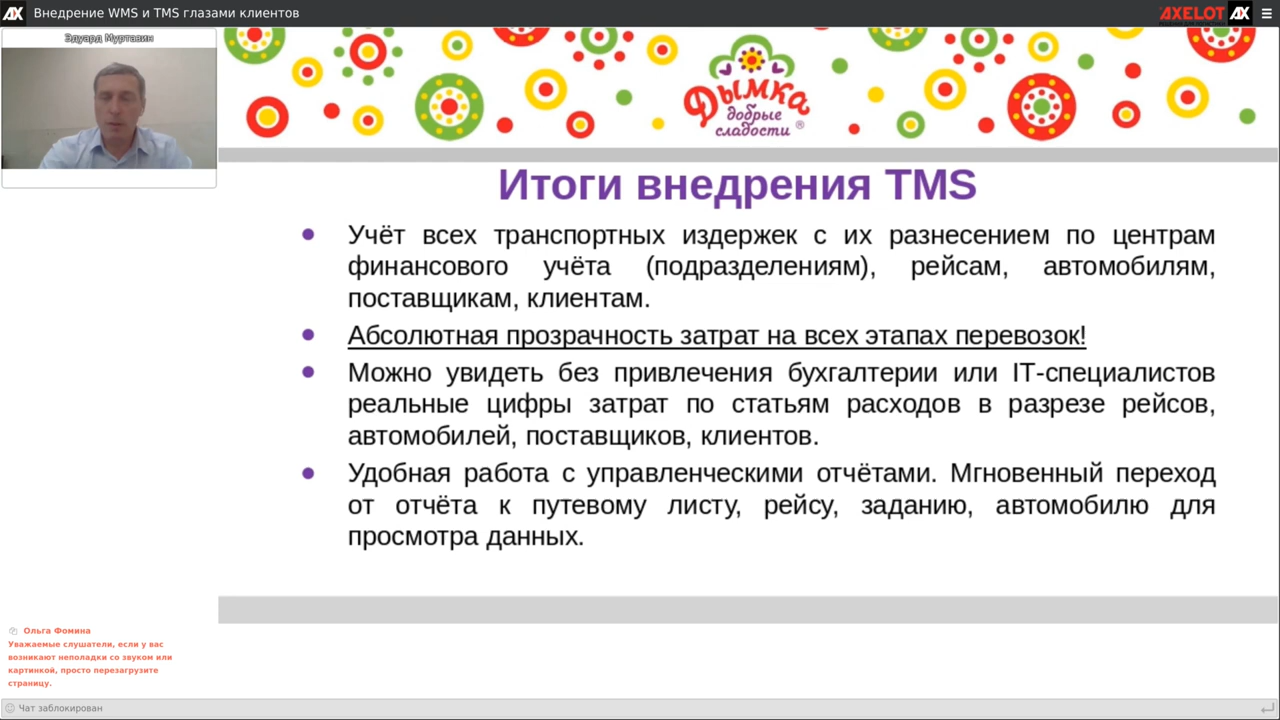 Внедрение WMS и TMS глазами клиентов
AXELOT
Эдуард Муртазин
Дымка
добрые
сладости
®
Итоги внедрения TMS
Учёт всех транспортных издержек с их разнесением по центрам
финансового учёта (подразделениям), рейсам, автомобилям,
поставщикам, клиентам.
Абсолютная прозрачность затрат на всех этапах перевозок!
Можно увидеть без привлечения бухгалтерии или IT-специалистов
реальные цифры затрат по статьям расходов в разрезе рейсов,
автомобилей, поставщиков, клиентов.
Удобная работа с управленческими отчётами. Мгновенный переход
от отчёта к путевому листу, рейсу, заданию, автомобилю для
просмотра данных.
Ольга Фомина
Уважаемые слушатели, если у вас
возникают неполадки со звуком или
картинкой, просто перезагрузите
страницу.
Чат заблокирован